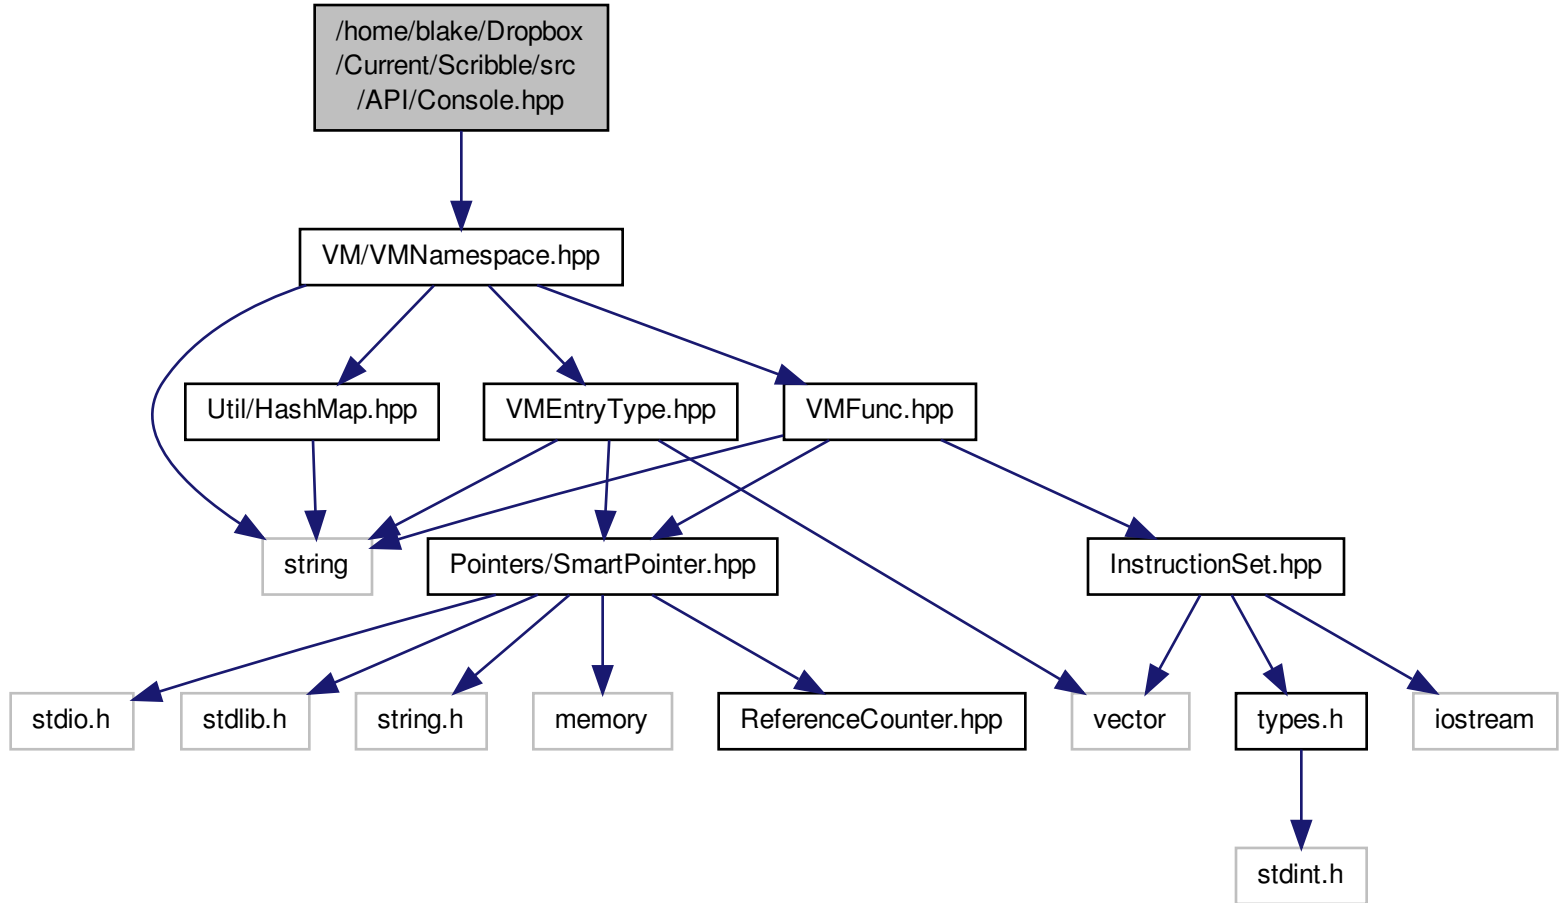 /home/blake/Dropbox
/Current/Scribble/src
/API/Console.hpp
VM/VMNamespace.hpp
Util/HashMap.hpp
VMEntryType.hpp
VMFunc.hpp
string
Pointers/SmartPointer.hpp
InstructionSet.hpp
stdio.h
stdlib.h
string.h
memory
ReferenceCounter.hpp
vector
types.h
iostream
stdint.h